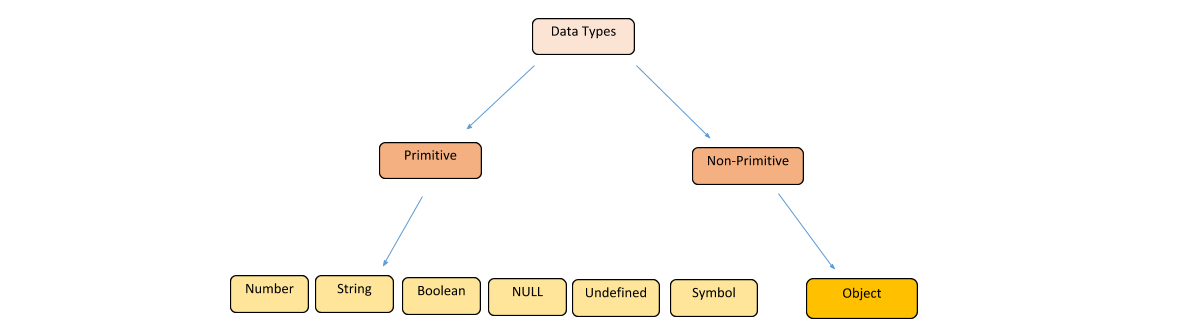 Data Types
Primitive
Non-Primitive
Number
String
Boolean
NULL
Undefined
Symbol
Object